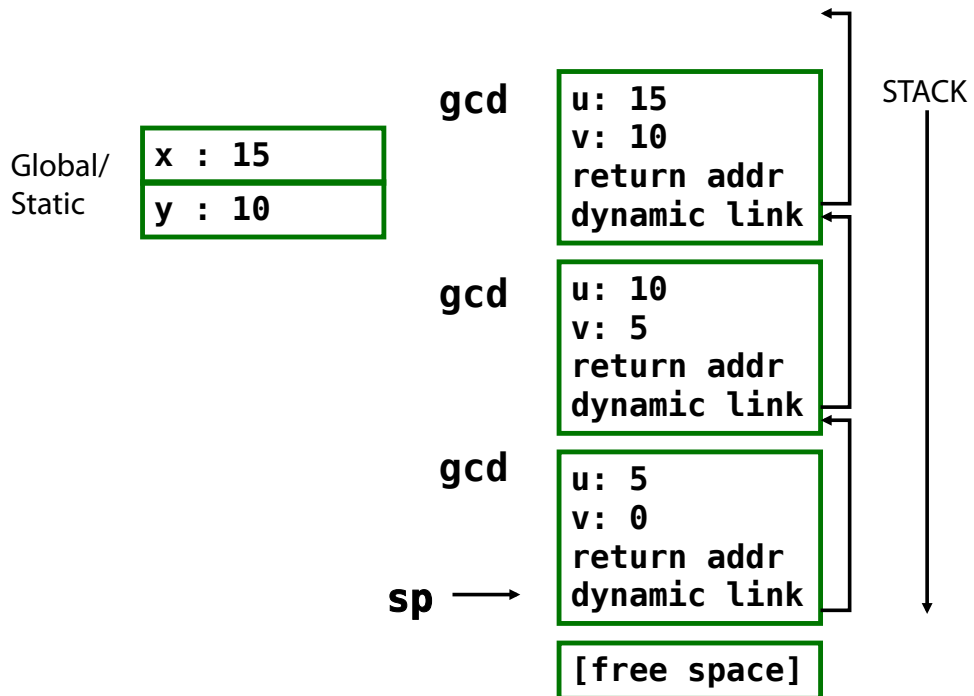 Global/
Static
x : 15
y : 10
gcd
u: 15
v: 10
return addr
dynamic link
STACK
gcd
u: 10
v: 5
return addr
dynamic link
gcd
u: 5
v: 0
return addr
dynamic link
sp
[free space]